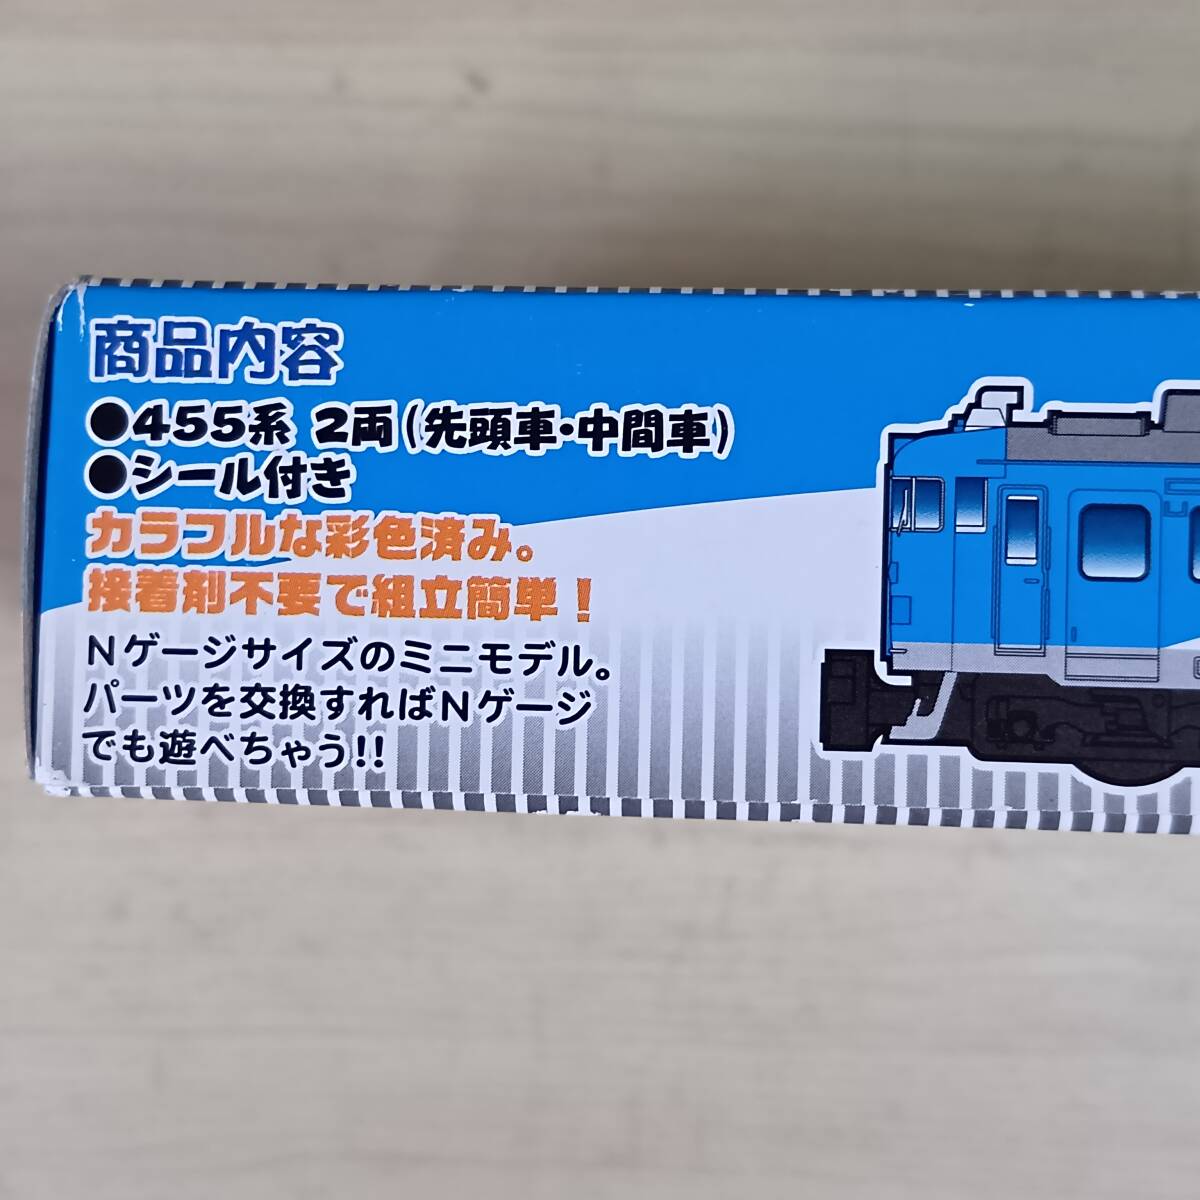 商品内容
●455系 2両(先頭車・中間車)
●シール付き
カラフルな彩色済み。
接着剤不要で組立簡単!
Nゲージサイズのミニモデル。
パーツを交換すればNゲージ
でも遊べちゃう!!